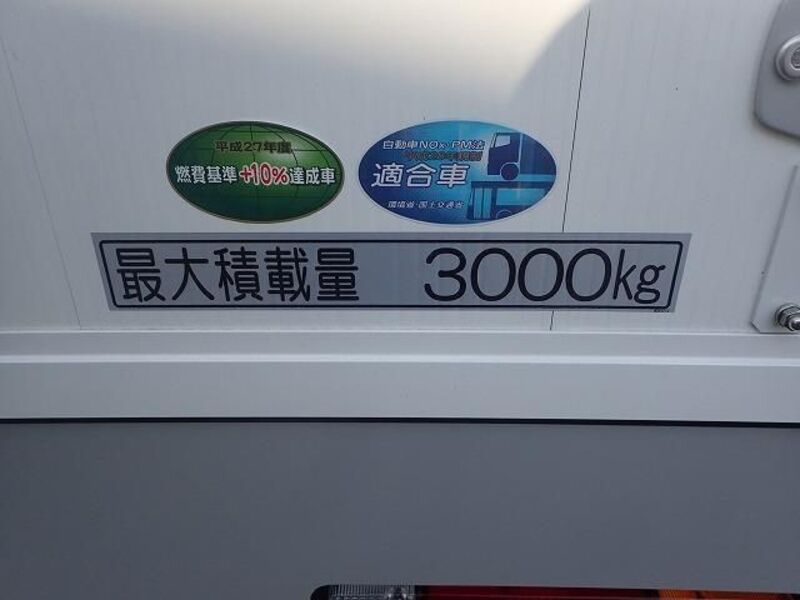 平成27年度
燃費基準+10%達成車
自動車NOx・PM法
適合車
環境省・国土交通省
最大積載量 3000kg